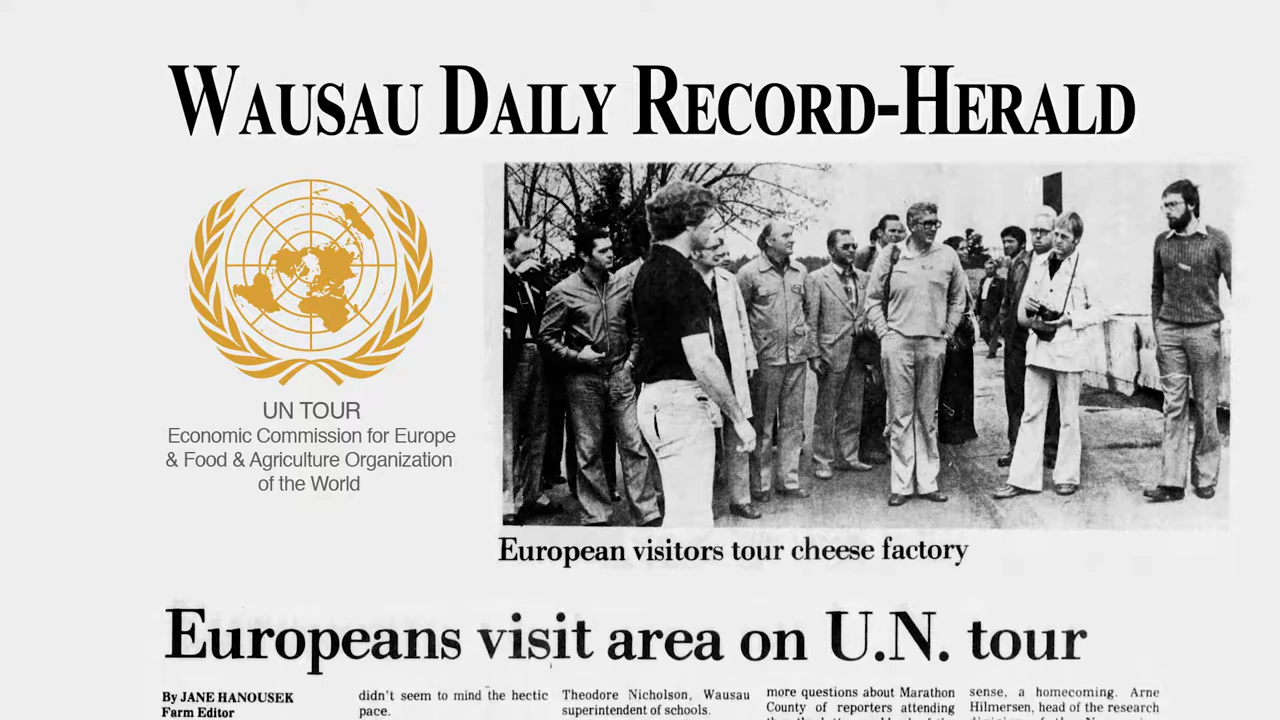 WAUSAU DAILY RECORD-HERALD
UN TOUR
Economic Commission for Europe
& Food & Agriculture Organization
of the World
European visitors tour cheese factory
Europeans visit area on U.N. tour
By JANE HANOUSEK
Farm Editor
didn't seem to mind the hectic
pace.
Theodore Nicholson, Wausau
superintendent of schools.
more questions about Marathon
County of reporters attending
sense, a homecoming. Arne
Hilmersen, head of the research